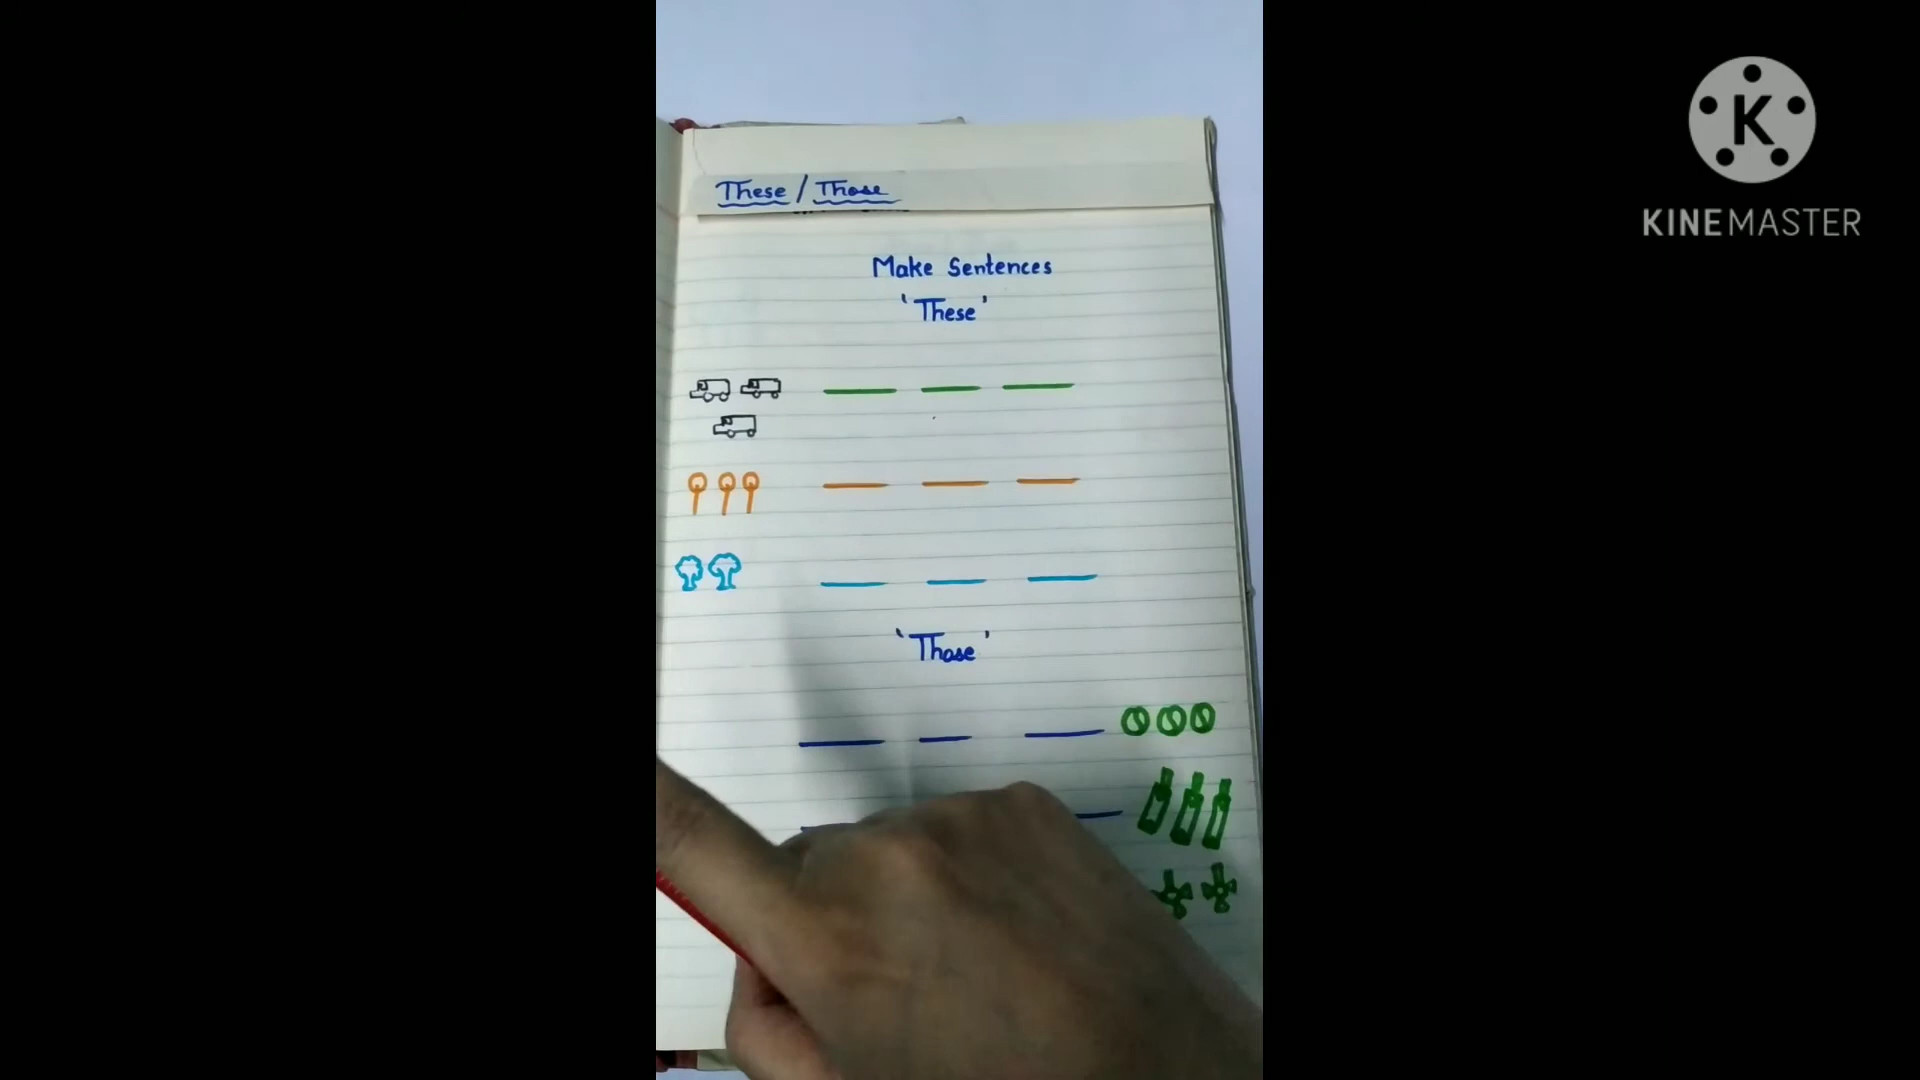 These / Those
Make Sentences
'These'
'Those'
K
KINEMASTER